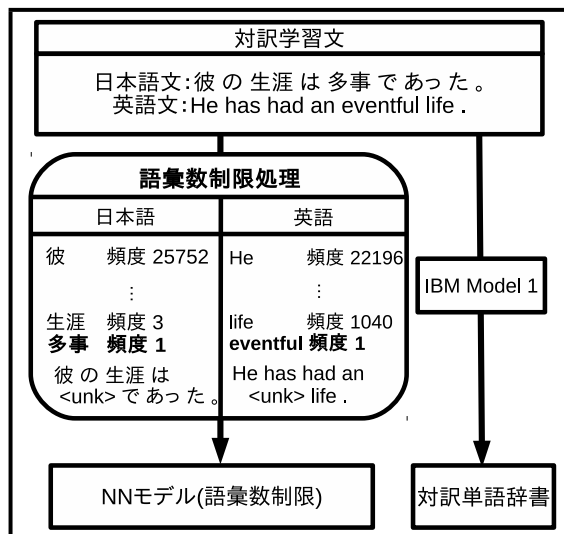 対訳学習文
日本語文:彼 の 生涯 は 多事 で あっ た 。
英語文:He has had an eventful life .
語彙数制限処理
日本語
英語
彼 頻度 25752
⋮
生涯 頻度 3
多事 頻度 1
彼 の 生涯 は
<unk> で あっ た 。
He 頻度 22196
⋮
life 頻度 1040
eventful 頻度 1
He has had an
<unk> life .
IBM Model 1
NNモデル(語彙数制限)
対訳単語辞書